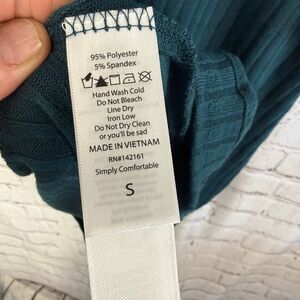 95% Polyester
5% Spandex
Hand Wash Cold
Do Not Bleach
Line Dry
Iron Low
Do Not Dry Clean
or you'll be sad
MADE IN VIETNAM
RN#142161
Simply Comfortable
S